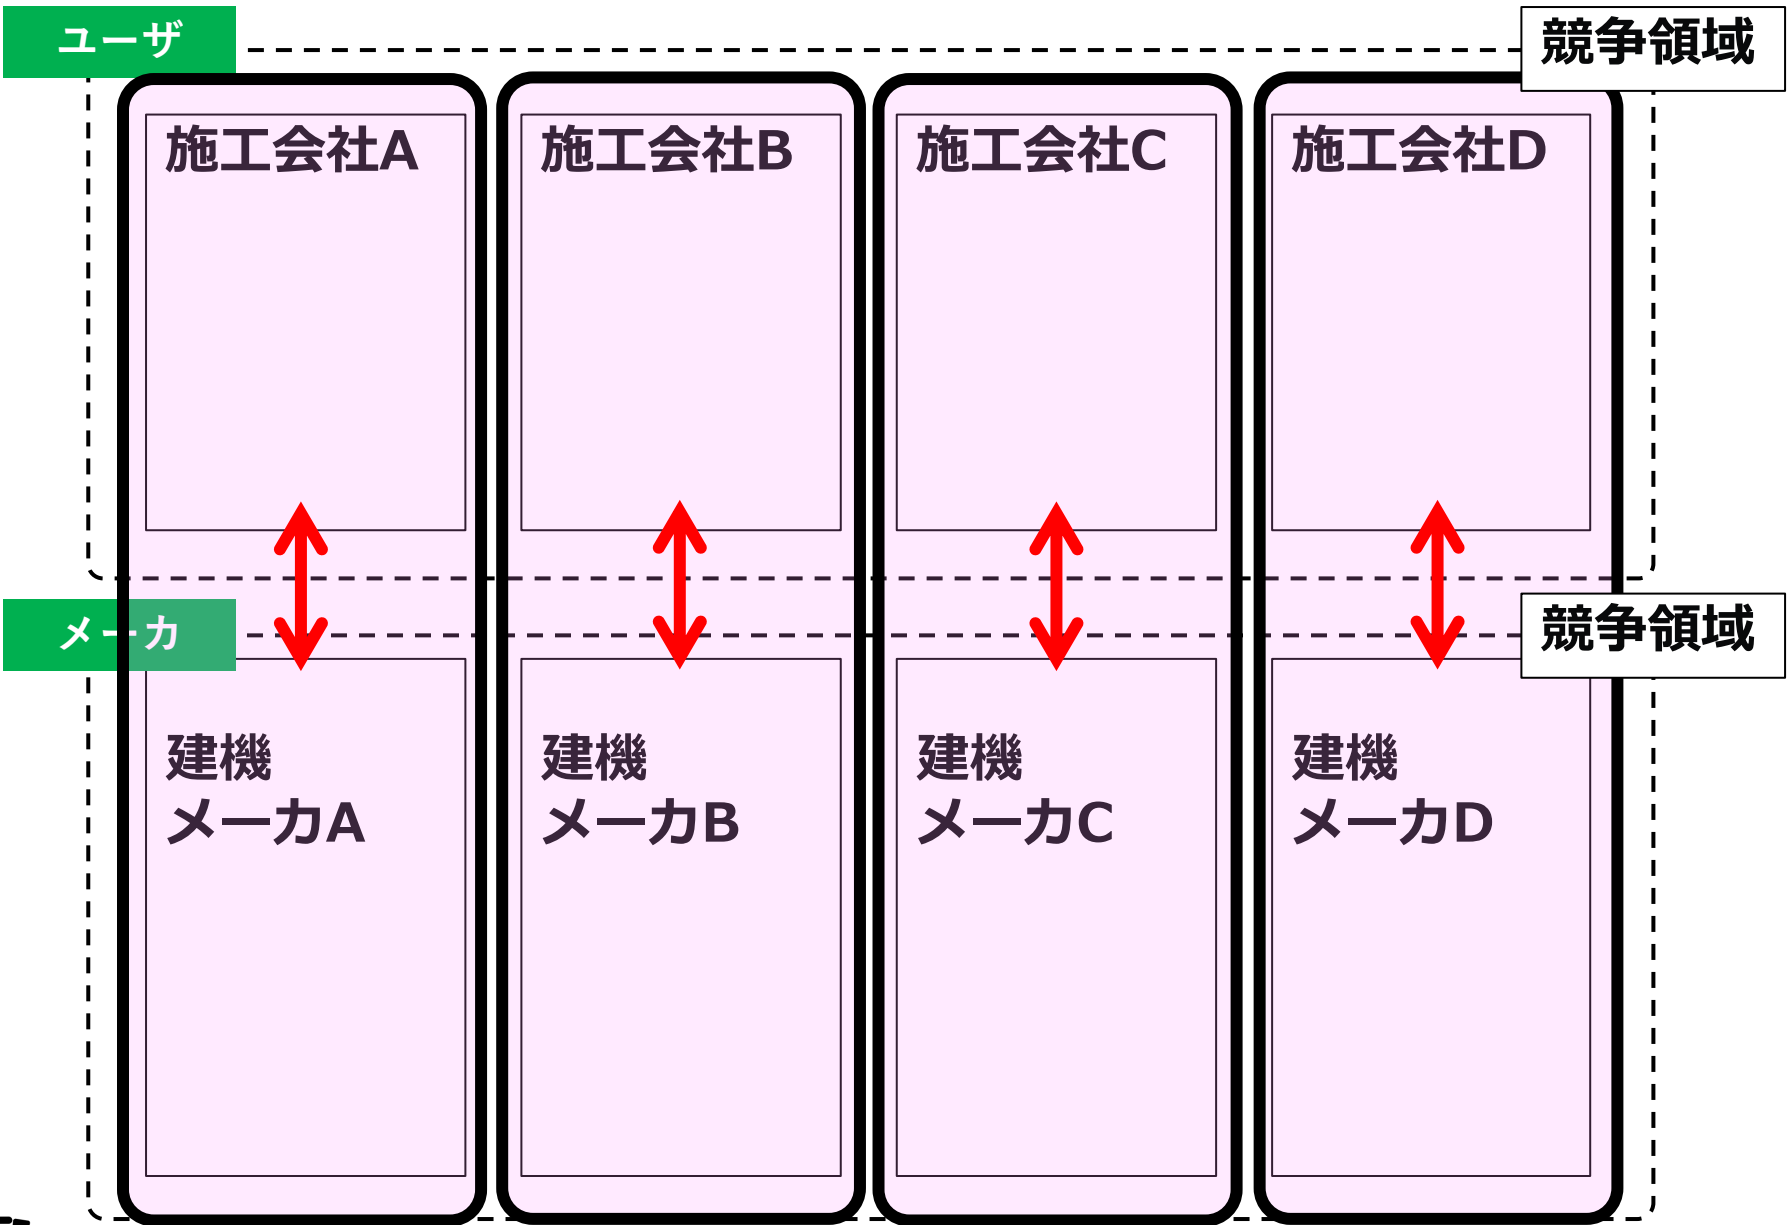 ユーザ
競争領域
施工会社A
施工会社B
施工会社C
施工会社D
メーカ
競争領域
建機
メーカA
建機
メーカB
建機
メーカC
建機
メーカD